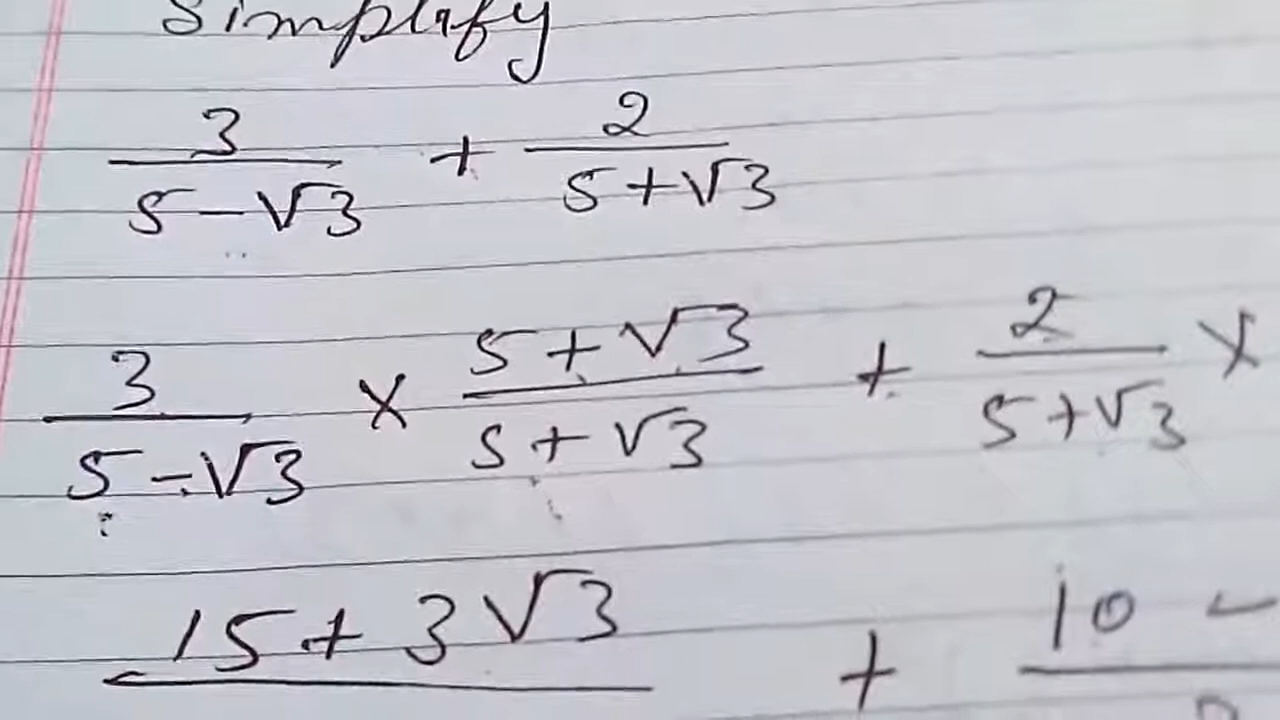 Simplify
3/(5-√3) + 2/(5+√3)
3/(5-√3) × (5+√3)/(5+√3) + 2/(5+√3) ×
15+3√3 + 10 -